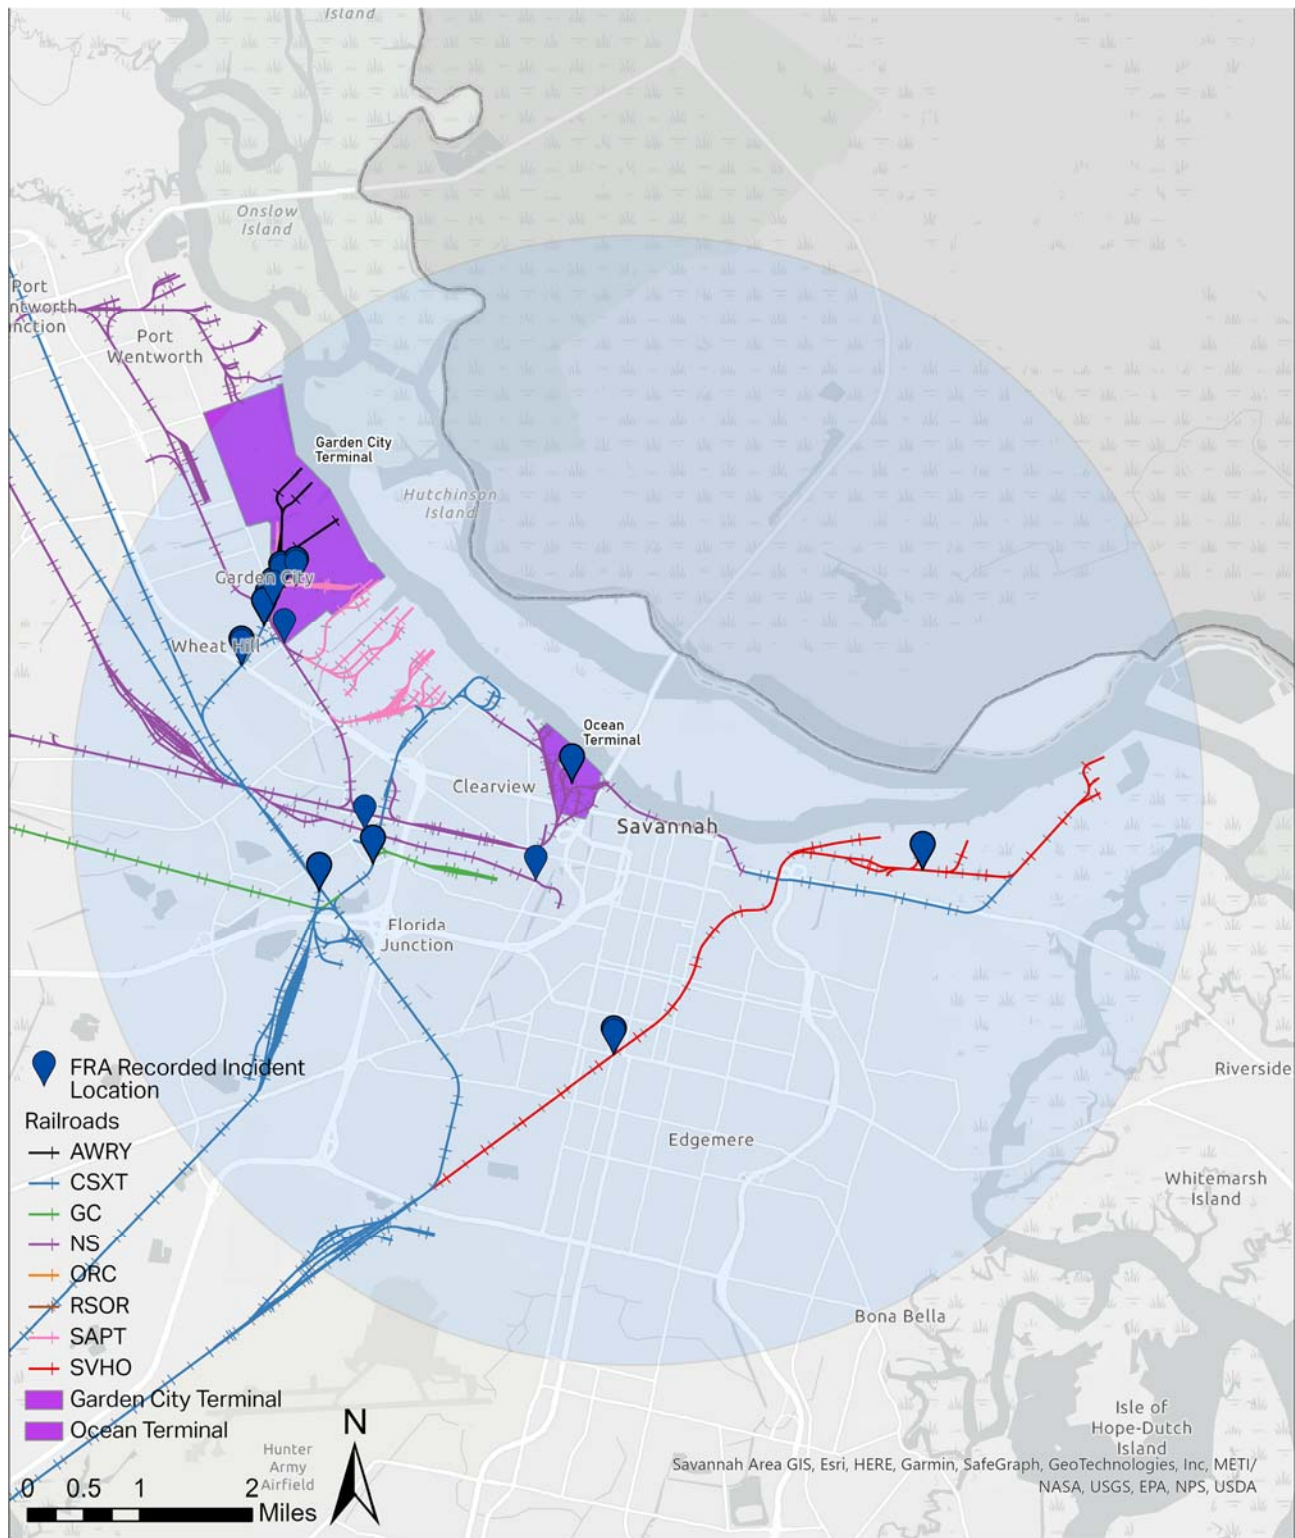 Island
Onslow
Island
Port
ntworth
nction
Port
Wentworth
Garden City
Terminal
Hutchinson
Island
Garden City
Wheat Hill
Ocean
Terminal
Clearview
Savannah
Florida
Junction
Edgemere
Riverside
Whitemarsh
Island
Bona Bella
Isle of
Hope-Dutch
Island
Hunter
Army
Airfield
FRA Recorded Incident
Location
Railroads
AWRY
CSXT
GC
NS
ORC
RSOR
SAPT
SVHO
Garden City Terminal
Ocean Terminal
N
0 0.5 1 2
Miles
Savannah Area GIS, Esri, HERE, Garmin, SafeGraph, GeoTechnologies, Inc, METI/
NASA, USGS, EPA, NPS, USDA